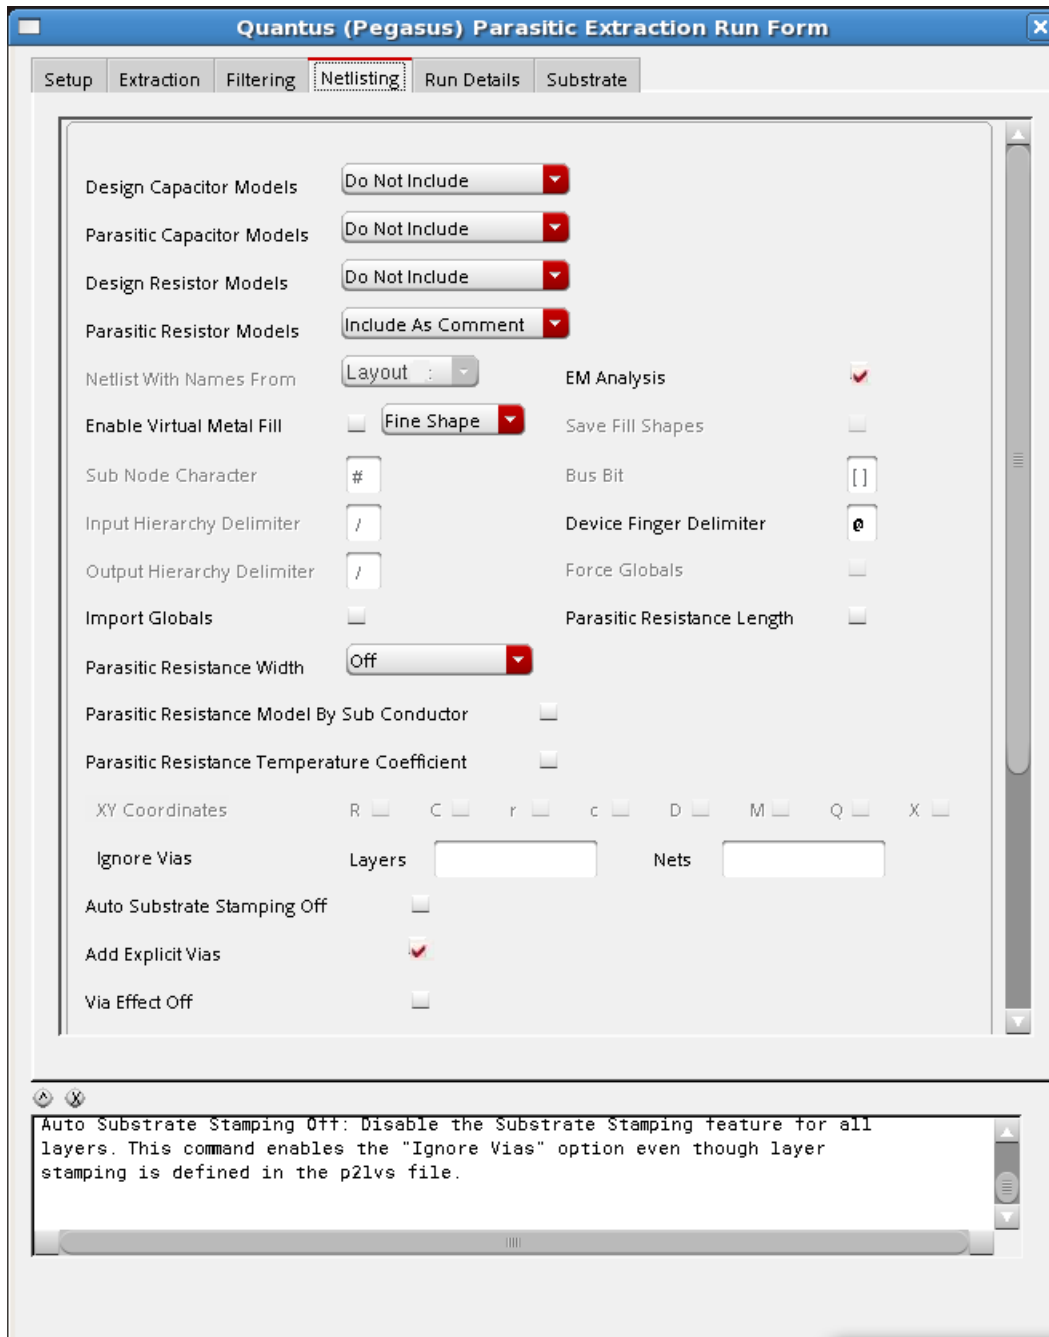 Quantus (Pegasus) Parasitic Extraction Run Form
Setup Extraction Filtering Netlisting Run Details Substrate
Design Capacitor Models Do Not Include
Parasitic Capacitor Models Do Not Include
Design Resistor Models Do Not Include
Parasitic Resistor Models Include As Comment
Netlist With Names From Layout : EM Analysis
Enable Virtual Metal Fill Fine Shape Save Fill Shapes
Sub Node Character # Bus Bit []
Input Hierarchy Delimiter / Device Finger Delimiter @
Output Hierarchy Delimiter / Force Globals
Import Globals Parasitic Resistance Length
Parasitic Resistance Width Off
Parasitic Resistance Model By Sub Conductor
Parasitic Resistance Temperature Coefficient
XY Coordinates R C r c D M Q X
Ignore Vias Layers Nets
Auto Substrate Stamping Off
Add Explicit Vias
Via Effect Off
Auto Substrate Stamping Off: Disable the Substrate Stamping feature for all
layers. This command enables the "Ignore Vias" option even though layer
stamping is defined in the p2lvs file.